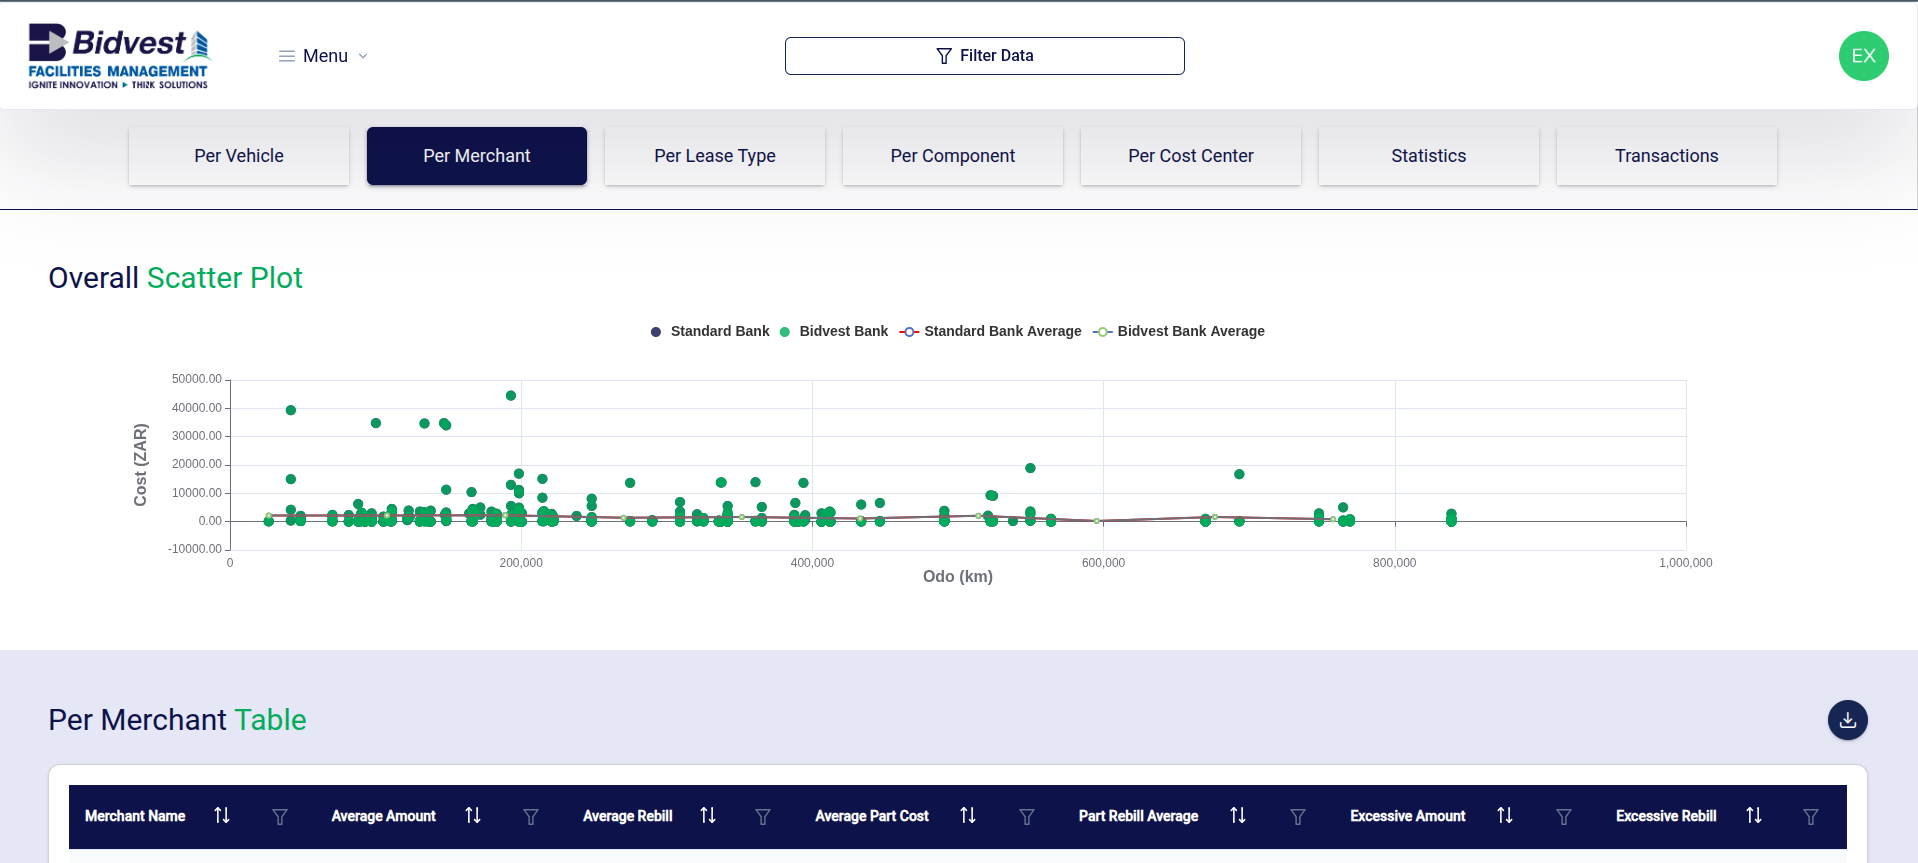 Bidvest
FACILITIES MANAGEMENT
IGNITE INNOVATION ▸ TH!2K SOLUTIONS
Menu
Filter Data
EX
Per Vehicle
Per Merchant
Per Lease Type
Per Component
Per Cost Center
Statistics
Transactions
Overall Scatter Plot
Standard Bank Bidvest Bank Standard Bank Average Bidvest Bank Average
50000.00
40000.00
30000.00
20000.00
10000.00
0.00
-10000.00
Cost (ZAR)
0 200,000 400,000 600,000 800,000 1,000,000
Odo (km)
Per Merchant Table
Merchant Name Average Amount Average Rebill Average Part Cost Part Rebill Average Excessive Amount Excessive Rebill